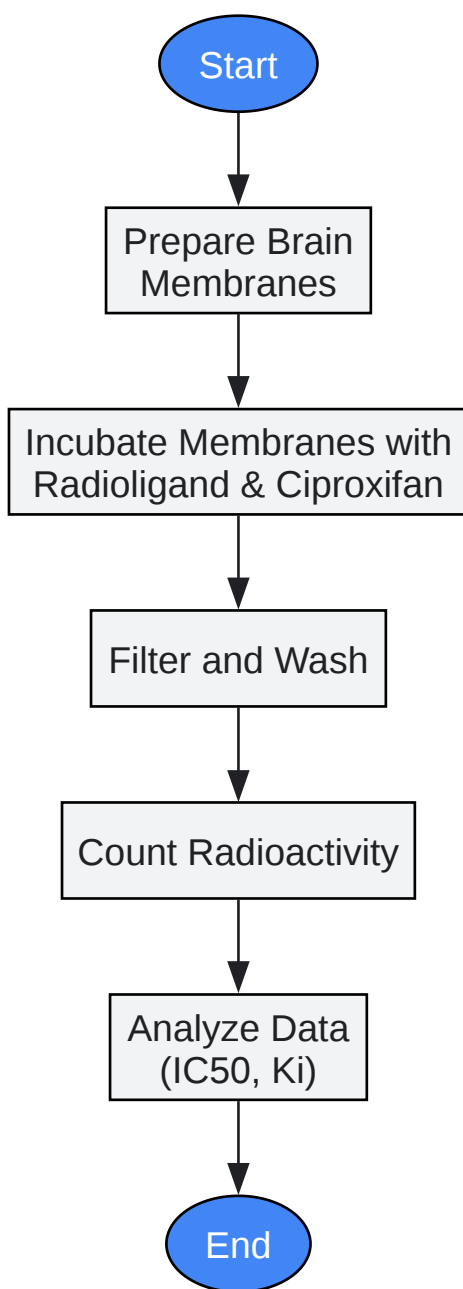 Start
Prepare Brain
Membranes
Incubate Membranes with
Radioligand & Ciproxifan
Filter and Wash
Count Radioactivity
Analyze Data
(IC50, Ki)
End